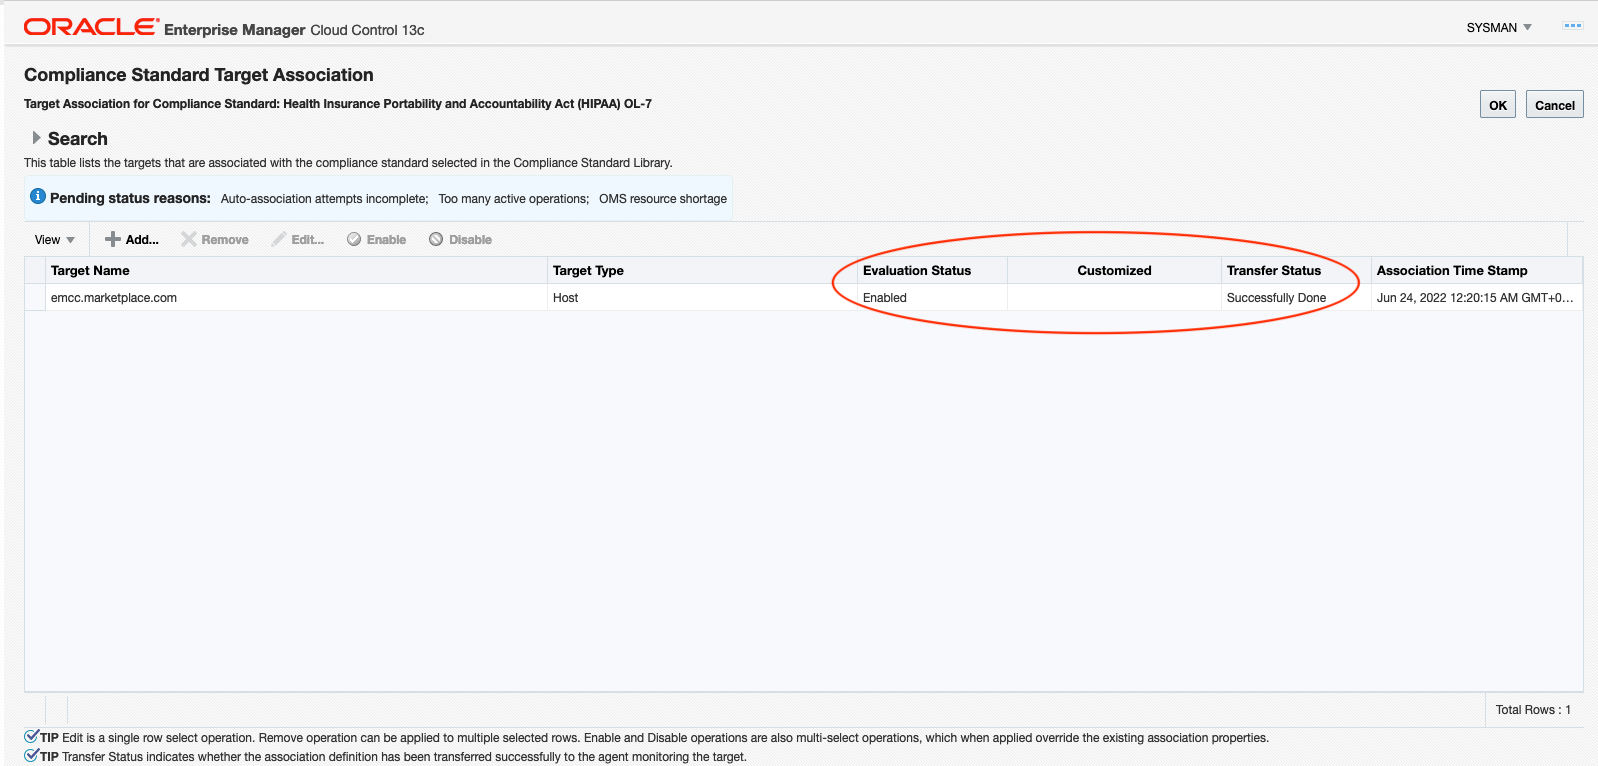 ORACLE® Enterprise Manager Cloud Control 13c
SYSMAN
Compliance Standard Target Association
Target Association for Compliance Standard: Health Insurance Portability and Accountability Act (HIPAA) OL-7
OK Cancel
Search
This table lists the targets that are associated with the compliance standard selected in the Compliance Standard Library.
Pending status reasons: Auto-association attempts incomplete; Too many active operations; OMS resource shortage
View Add... Remove Edit... Enable Disable
Target Name Target Type Evaluation Status Customized Transfer Status Association Time Stamp
emcc.marketplace.com Host Enabled Successfully Done Jun 24, 2022 12:20:15 AM GMT+0...
Total Rows : 1
TIP Edit is a single row select operation. Remove operation can be applied to multiple selected rows. Enable and Disable operations are also multi-select operations, which when applied override the existing association properties.
TIP Transfer Status indicates whether the association definition has been transferred successfully to the agent monitoring the target.